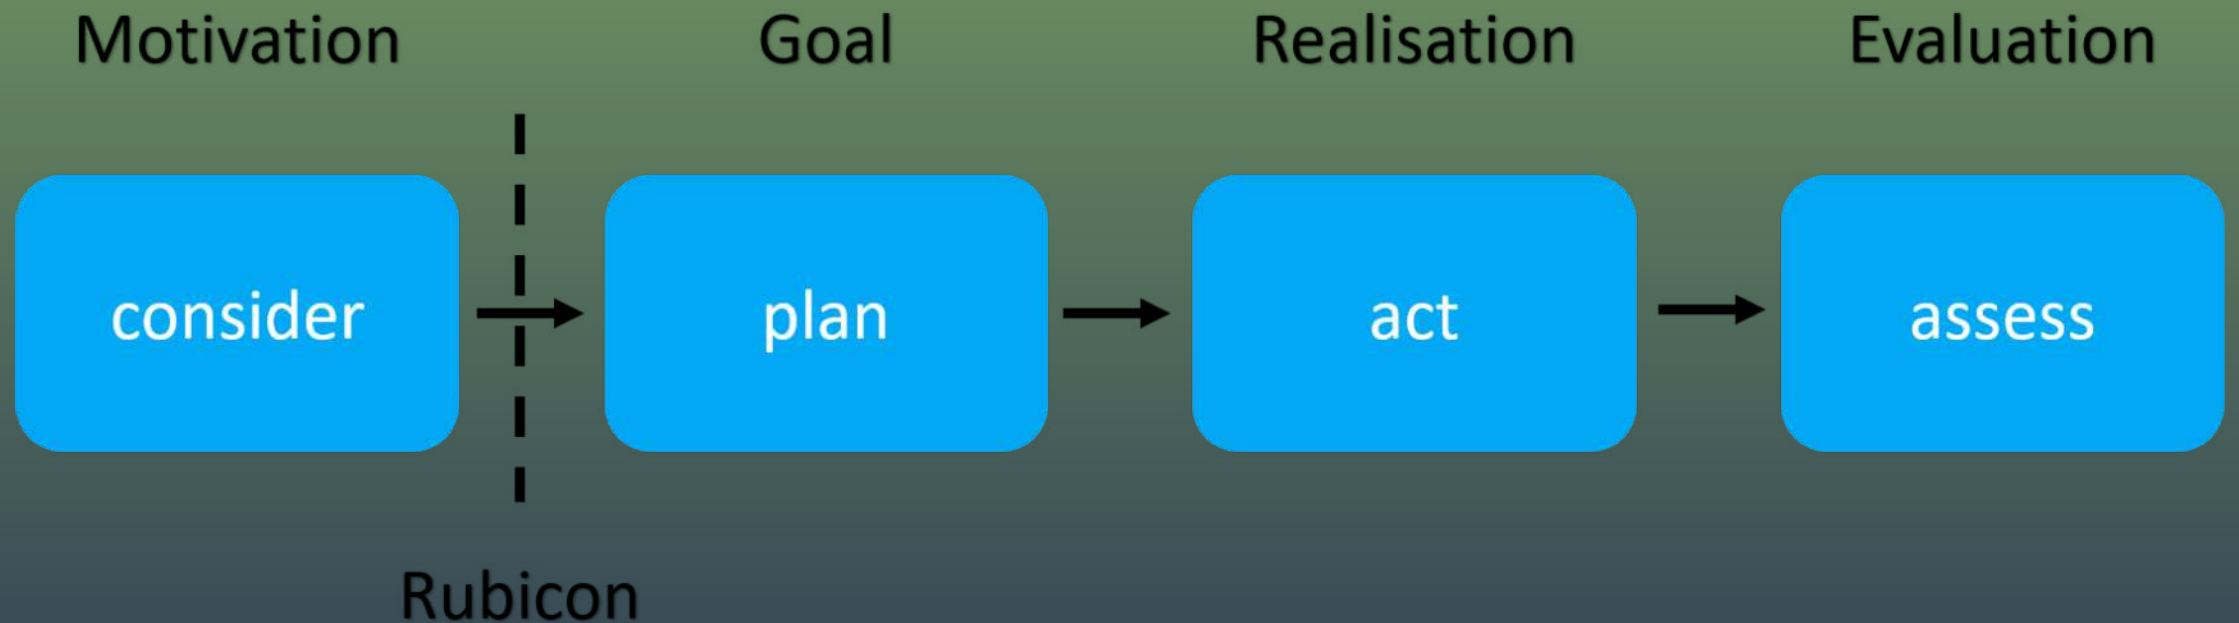 Motivation
Goal
Realisation
Evaluation
consider
plan
act
assess
Rubicon